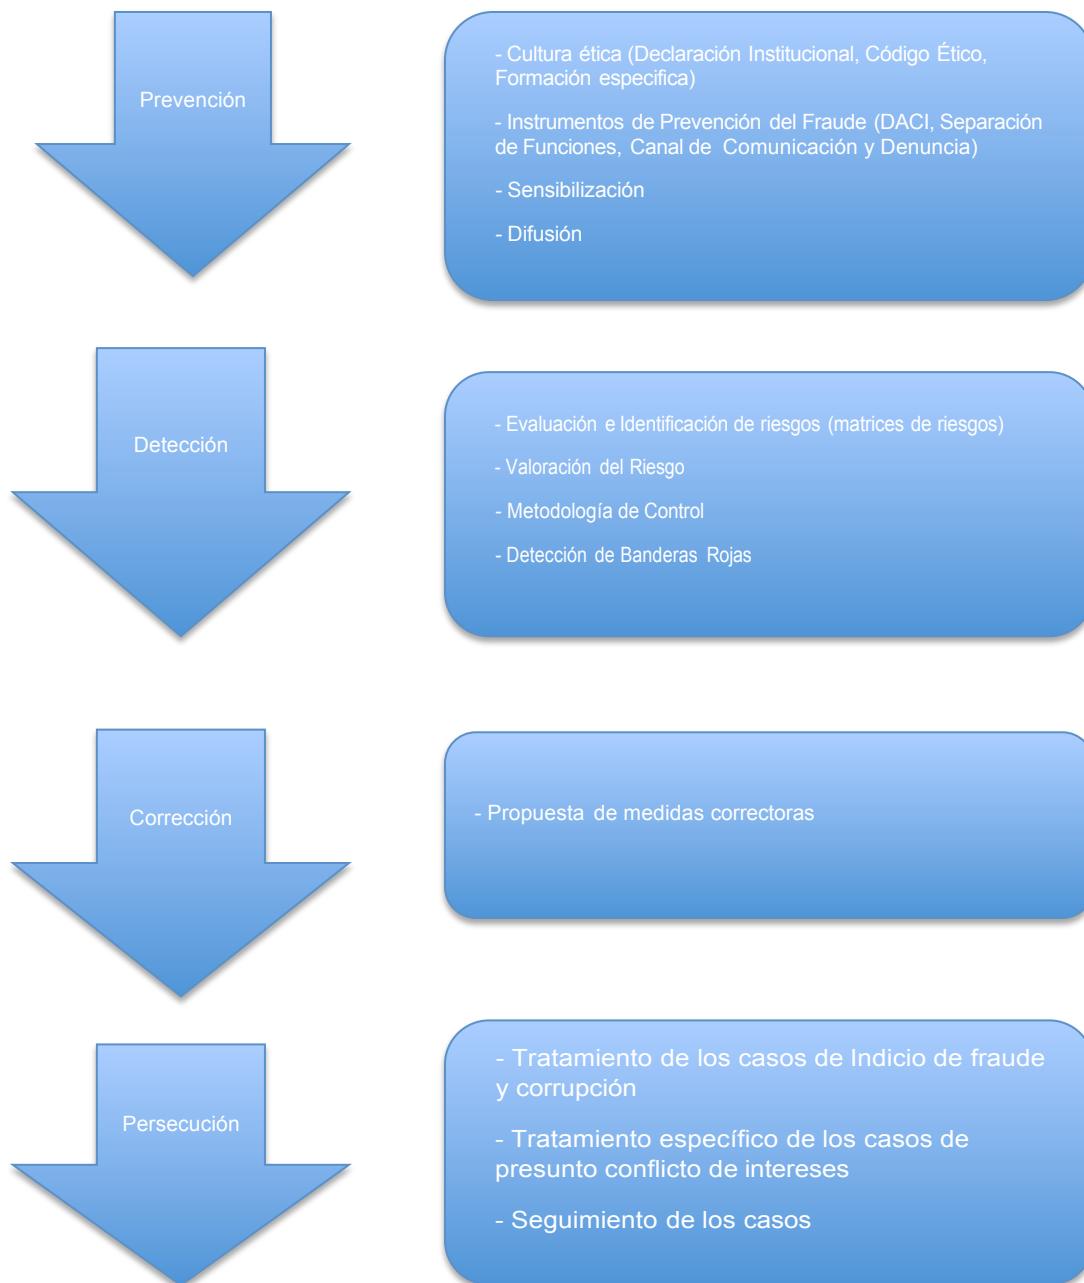 Prevención
- Cultura ética (Declaración Institucional, Código Ético,
Formación especifica)
- Instrumentos de Prevención del Fraude (DACI, Separación
de Funciones, Canal de Comunicación y Denuncia)
- Sensibilización
- Difusión
Detección
- Evaluación e Identificación de riesgos (matrices de riesgos)
- Valoración del Riesgo
- Metodología de Control
- Detección de Banderas Rojas
Corrección
- Propuesta de medidas correctoras
Persecución
- Tratamiento de los casos de Indicio de fraude
y corrupción
- Tratamiento específico de los casos de
presunto conflicto de intereses
- Seguimiento de los casos